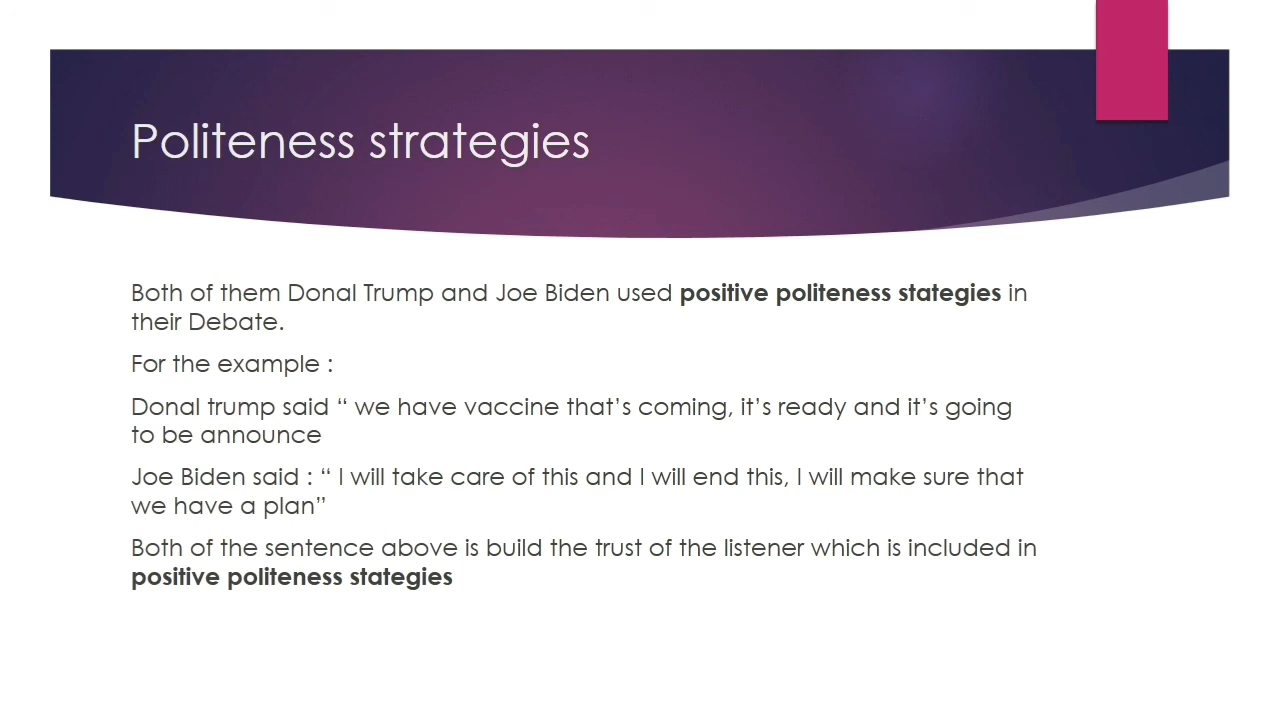 Politeness strategies
Both of them Donal Trump and Joe Biden used positive politeness stategies in
their Debate.
For the example :
Donal trump said “ we have vaccine that’s coming, it’s ready and it’s going
to be announce
Joe Biden said : “ I will take care of this and I will end this, I will make sure that
we have a plan”
Both of the sentence above is build the trust of the listener which is included in
positive politeness stategies